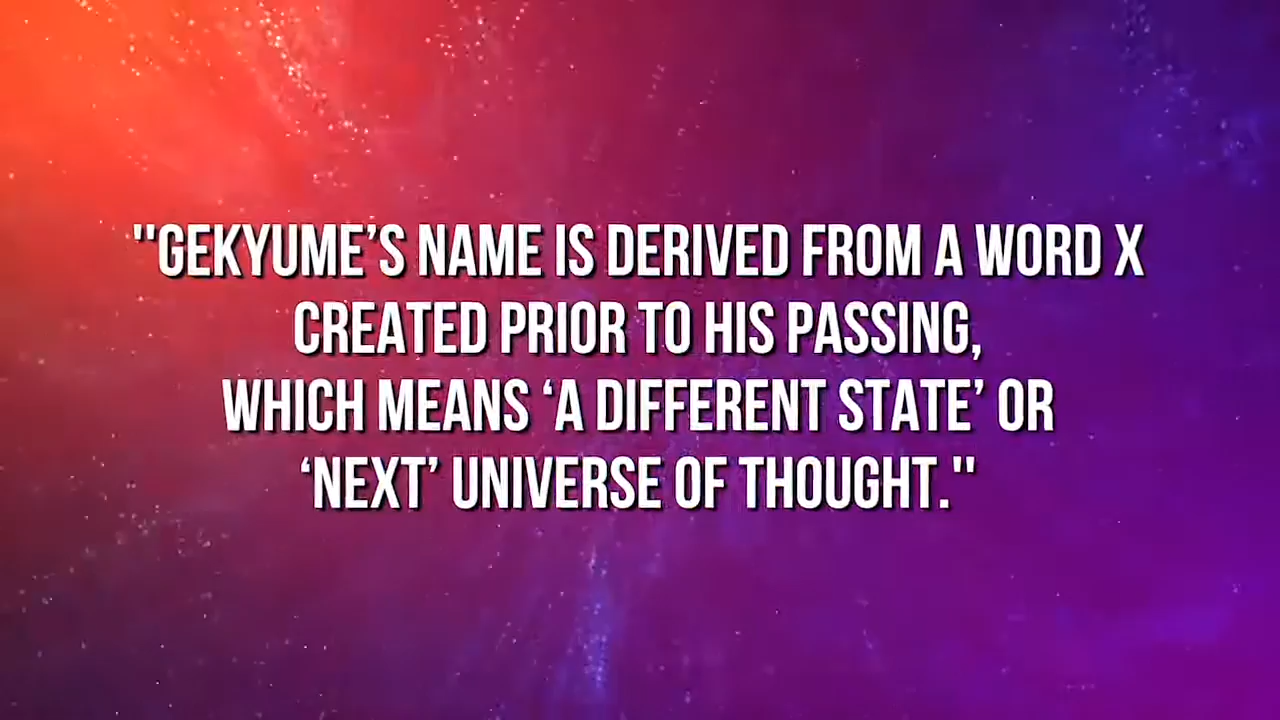 "GEKYUME’S NAME IS DERIVED FROM A WORD X
CREATED PRIOR TO HIS PASSING,
WHICH MEANS ‘A DIFFERENT STATE’ OR
‘NEXT’ UNIVERSE OF THOUGHT."